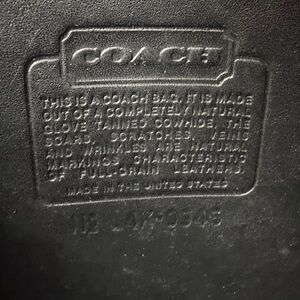 COACH
THIS IS A COACH BAG. IT IS MADE
OUT OF A COMPLETELY NATURAL
GLOVE TANNED COWHIDE. THE
SCARS, SCRATCHES, VEINS
AND WRINKLES ARE NATURAL
MARKINGS CHARACTERISTIC
OF FULL-GRAIN LEATHERS.
MADE IN THE UNITED STATES